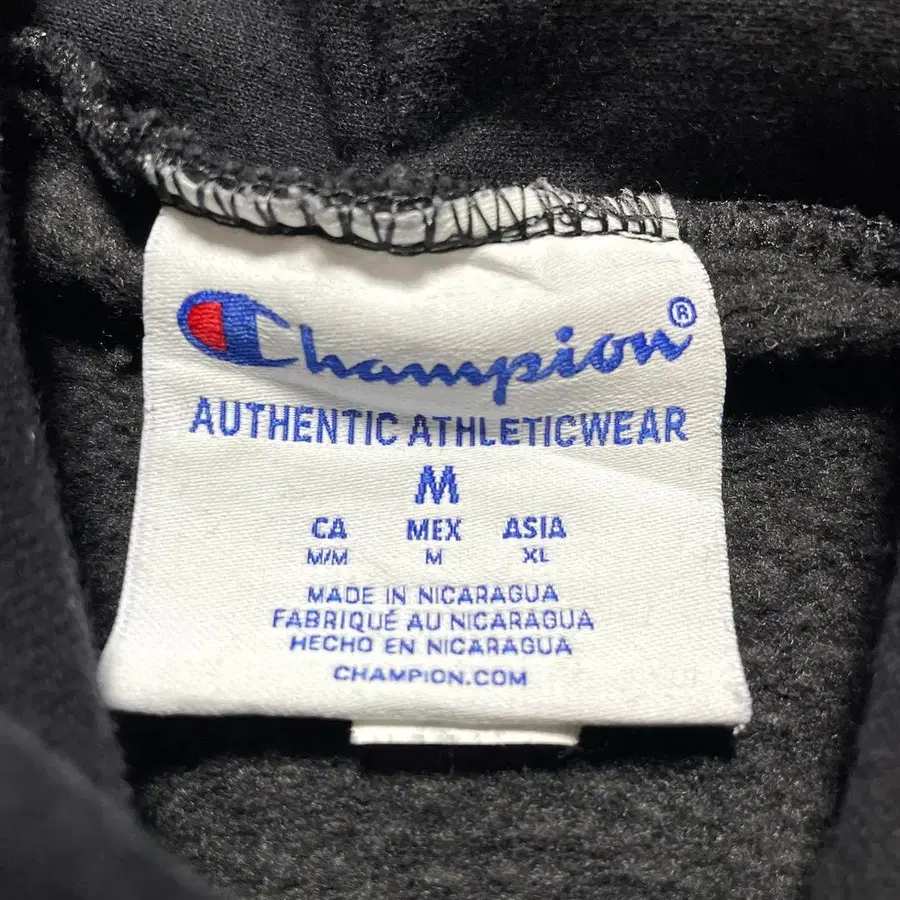 Champion®
AUTHENTIC ATHLETICWEAR
M
CA MEX ASIA
M/M M XL
MADE IN NICARAGUA
FABRIQUÉ AU NICARAGUA
HECHO EN NICARAGUA
CHAMPION.COM